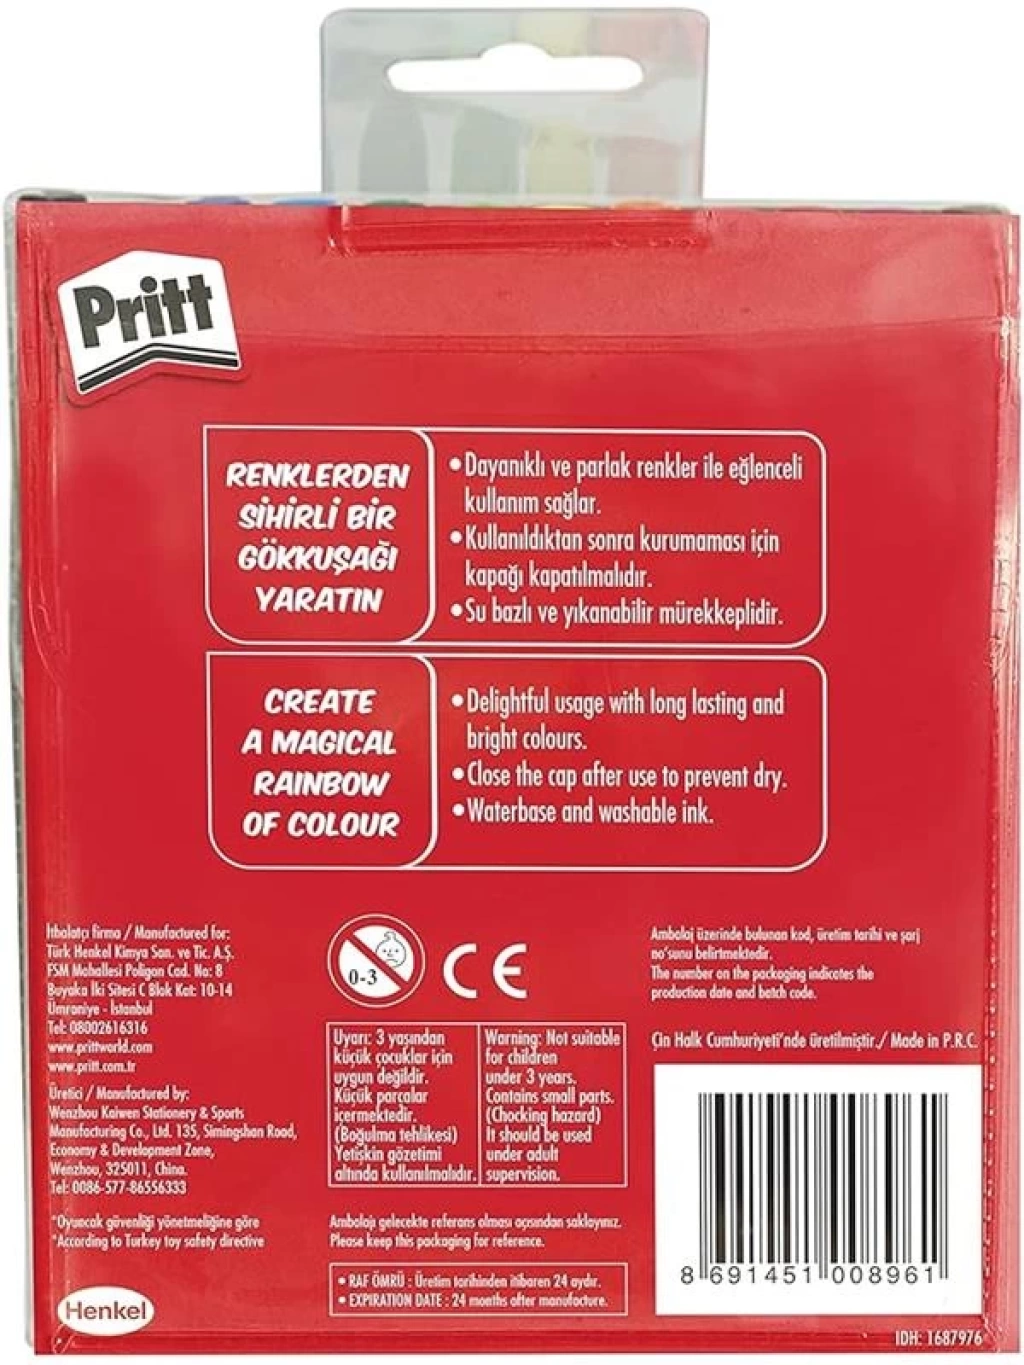 Pritt
RENKLERDEN
SİHİRLİ BİR
GÖKKUŞAĞI
YARATIN
•Dayanıklı ve parlak renkler ile eğlenceli
kullanım sağlar.
•Kullanıldıktan sonra kurumaması için
kapağı kapatılmalıdır.
•Su bazlı ve yıkanabilir mürekkeplidir.
CREATE
A MAGICAL
RAINBOW
OF COLOUR
•Delightful usage with long lasting and
bright colours.
•Close the cap after use to prevent dry.
•Waterbase and washable ink.
İthalatçı firma / Manufactured for:
Türk Henkel Kimya San. ve Tic. A.Ş.
FSM Mahallesi Poligon Cad. No: 8
Buyaka İki Sitesi C Blok Kat: 10-14
Ümraniye - İstanbul
Tel: 08002616316
www.prittworld.com
www.pritt.com.tr
Üretici / Manufactured by:
Wenzhou Kaiwen Stationery & Sports
Manufacturing Co., Ltd. 135, Simingshan Road,
Economy & Development Zone,
Wenzhou, 325011, China.
Tel: 0086-577-86556333
*Oyuncak güvenliği yönetmeliğine göre
*According to Turkey toy safety directive
Henkel
0-3
CE
Uyarı: 3 yaşından
küçük çocuklar için
uygun değildir.
Küçük parçalar
içermektedir.
(Boğulma tehlikesi)
Yetişkin gözetimi
altında kullanılmalıdır.
Warning: Not suitable
for children
under 3 years.
Contains small parts.
(Chocking hazard)
It should be used
under adult
supervision.
Ambalajı gelecekte referans olması açısından saklayınız.
Please keep this packaging for reference.
• RAF ÖMRÜ : Üretim tarihinden itibaren 24 aydır.
• EXPIRATION DATE : 24 months after manufacture.
Ambalaj üzerinde bulunan kod, üretim tarihi ve şarj
no'sunu belirtmektedir.
The number on the packaging indicates the
production date and batch code.
Çin Halk Cumhuriyeti'nde üretilmiştir./ Made in P.R.C.
8 691451 008961
IDH: 1687976